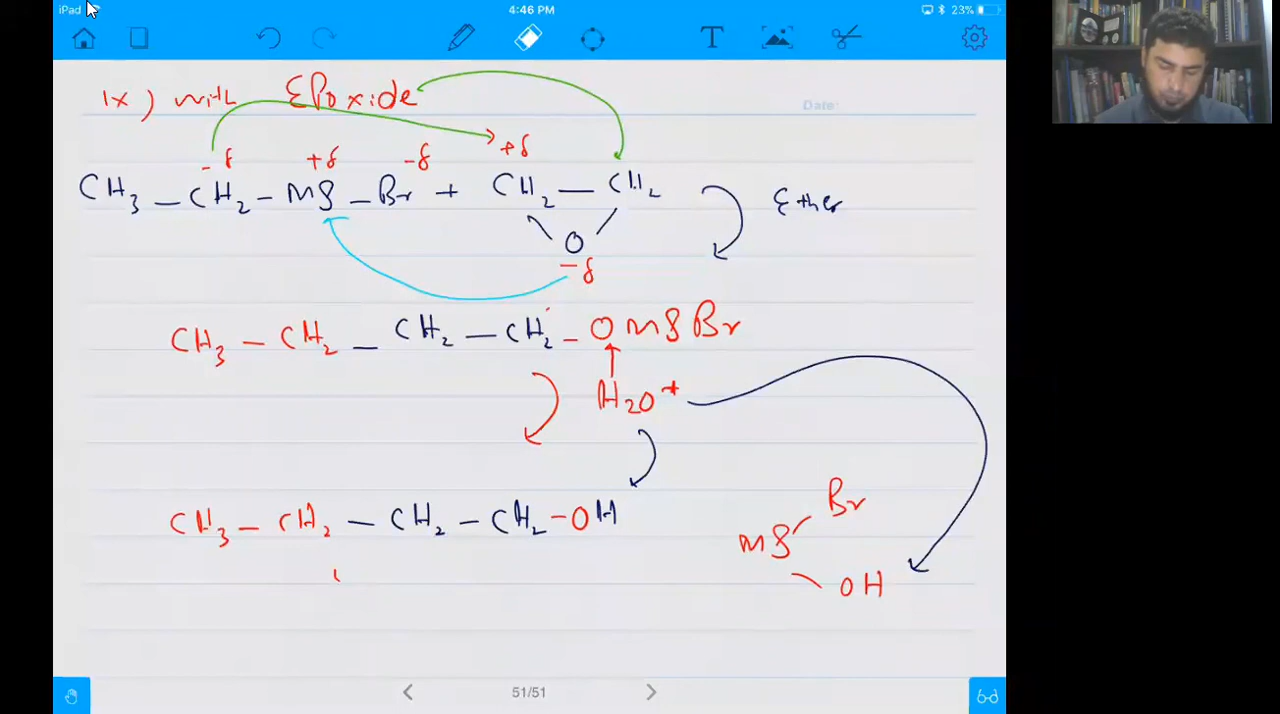 iPad 4:46 PM 23%
T
Date:
IX) with Epoxide
-δ +δ -δ +δ
CH3 — CH2 — Mg — Br + CH2 — CH2 Ether
O
-δ
CH3 — CH2 — CH2 — CH2 — OMgBr
H2O+
Br
CH3 — CH2 — CH2 — CH2 — OH Mg
OH
51/51